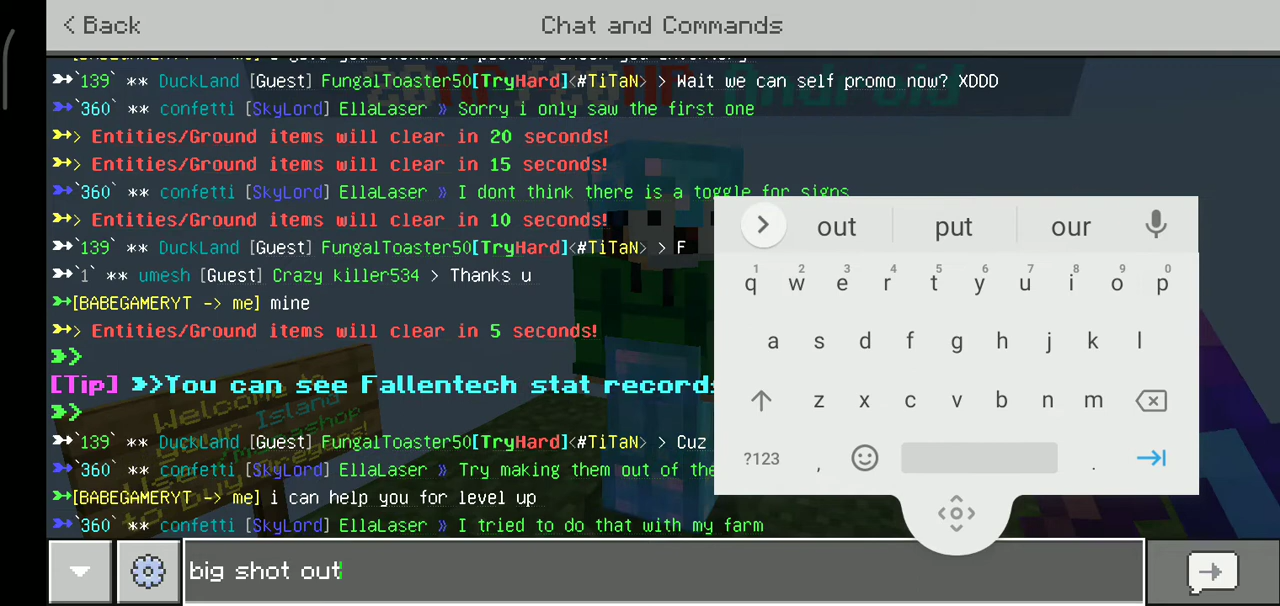 Back
Chat and Commands
➳`139` ** DuckLand [Guest] FungalToaster50[TryHard]<#TiTaN> > Wait we can self promo now? XDDD
➳`360` ** confetti [SkyLord] EllaLaser » Sorry i only saw the first one
➳> Entities/Ground items will clear in 20 seconds!
➳> Entities/Ground items will clear in 15 seconds!
➳`360` ** confetti [SkyLord] EllaLaser » I dont think there is a toggle for signs
➳> Entities/Ground items will clear in 10 seconds!
➳`139` ** DuckLand [Guest] FungalToaster50[TryHard]<#TiTaN> > F
➳`1` ** umesh [Guest] Crazy killer534 > Thanks u
➳[BABEGAMERYT -> me] mine
➳> Entities/Ground items will clear in 5 seconds!
➳>
[Tip] ➳>You can see Fallentech stat records
➳>
➳`139` ** DuckLand [Guest] FungalToaster50[TryHard]<#TiTaN> > Cuz
➳`360` ** confetti [SkyLord] EllaLaser » Try making them out of the
➳[BABEGAMERYT -> me] i can help you for level up
➳`360` ** confetti [SkyLord] EllaLaser » I tried to do that with my farm
Welcome to
your Island
out put our
1 2 3 4 5 6 7 8 9 0
q w e r t y u i o p
a s d f g h j k l
z x c v b n m
?123 , .
big shot out